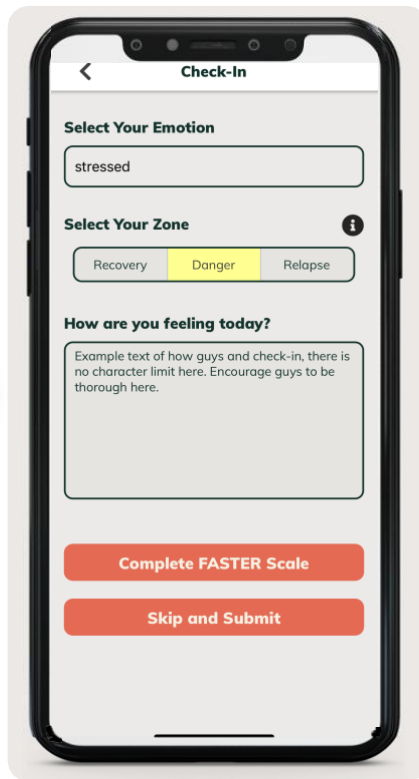 Check-In
Select Your Emotion
stressed
Select Your Zone
i
Recovery Danger Relapse
How are you feeling today?
Example text of how guys and check-in, there is
no character limit here. Encourage guys to be
thorough here.
Complete FASTER Scale
Skip and Submit